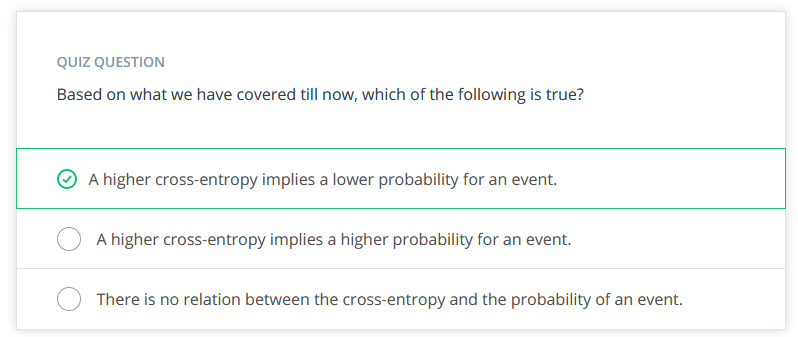 QUIZ QUESTION
Based on what we have covered till now, which of the following is true?
A higher cross-entropy implies a lower probability for an event.
A higher cross-entropy implies a higher probability for an event.
There is no relation between the cross-entropy and the probability of an event.